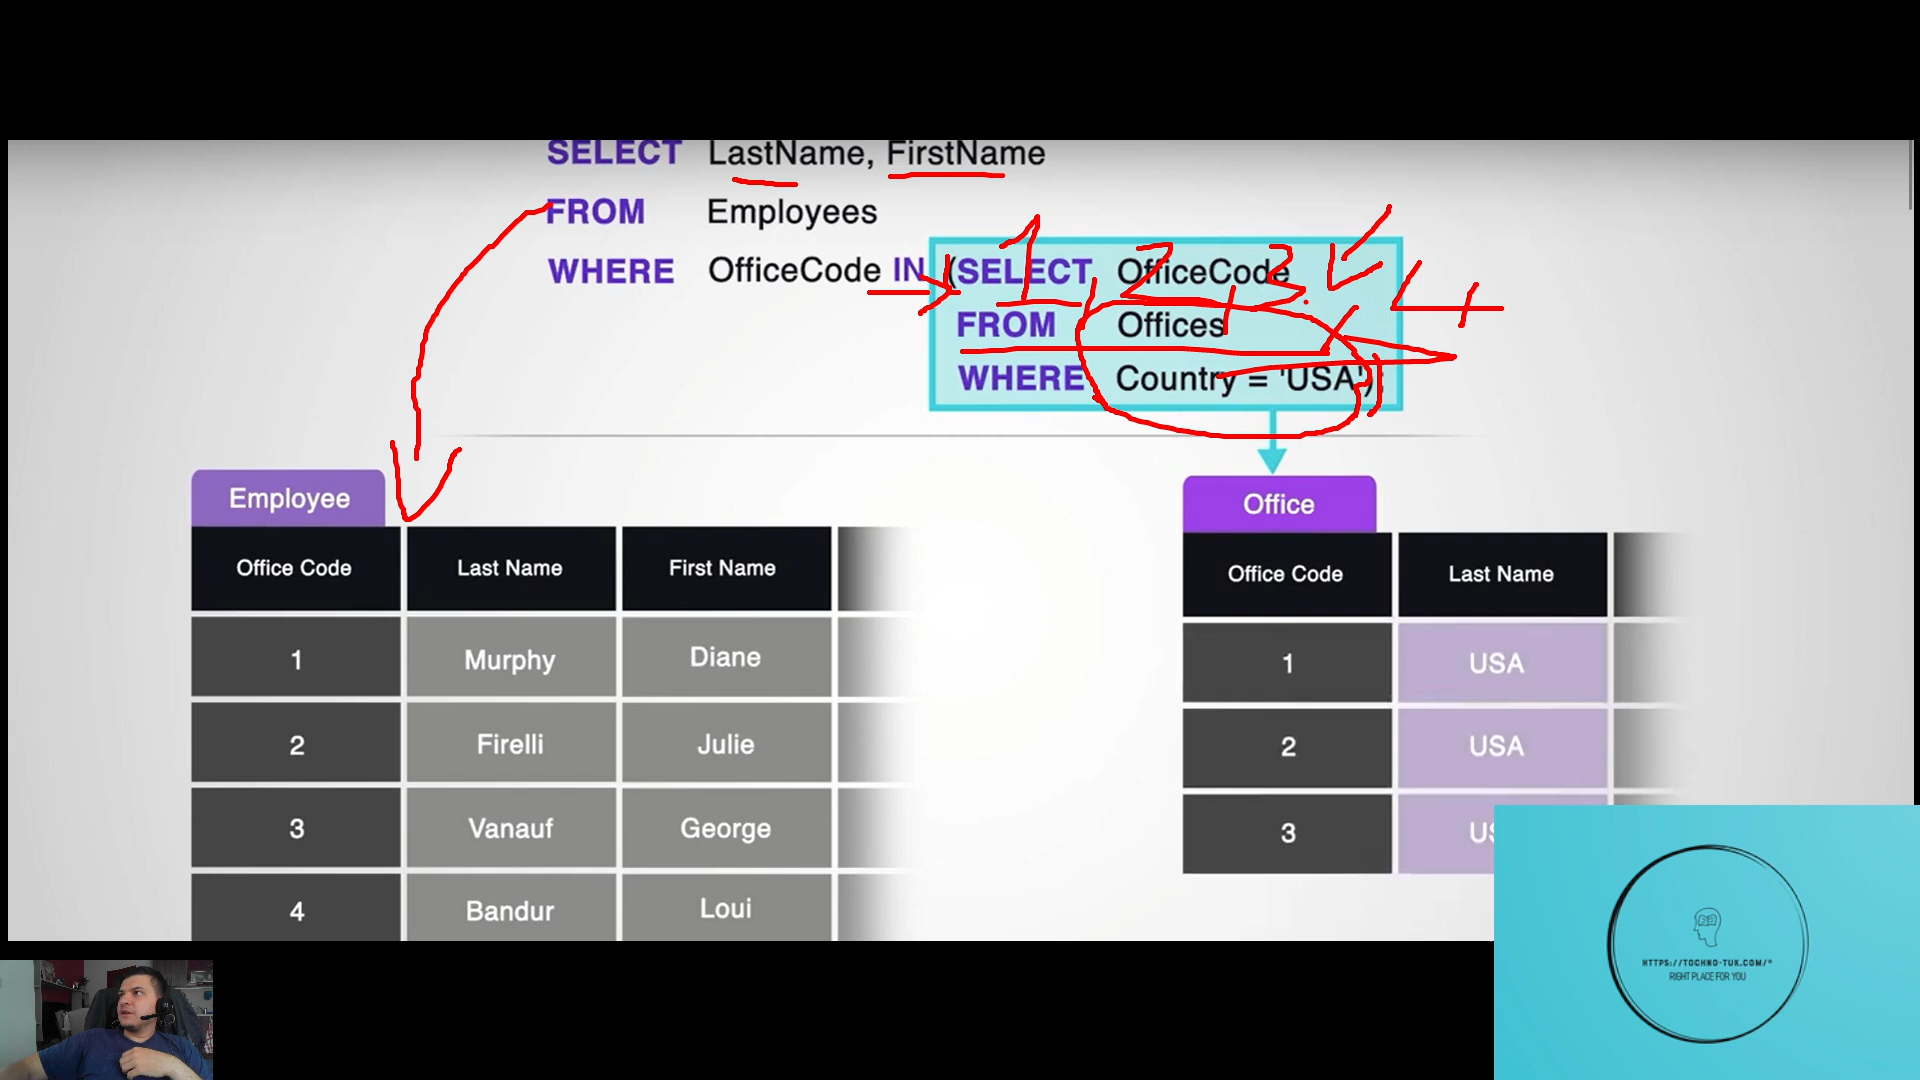 SELECT LastName, FirstName
FROM Employees
WHERE OfficeCode IN (SELECT OfficeCode
FROM Offices
WHERE Country = 'USA')
1 2 3
Employee
Office Code Last Name First Name
1 Murphy Diane
2 Firelli Julie
3 Vanauf George
4 Bandur Loui
Office
Office Code Last Name
1 USA
2 USA
3 US
HTTPS://TOCHNO-TUK.COM/*
RIGHT PLACE FOR YOU